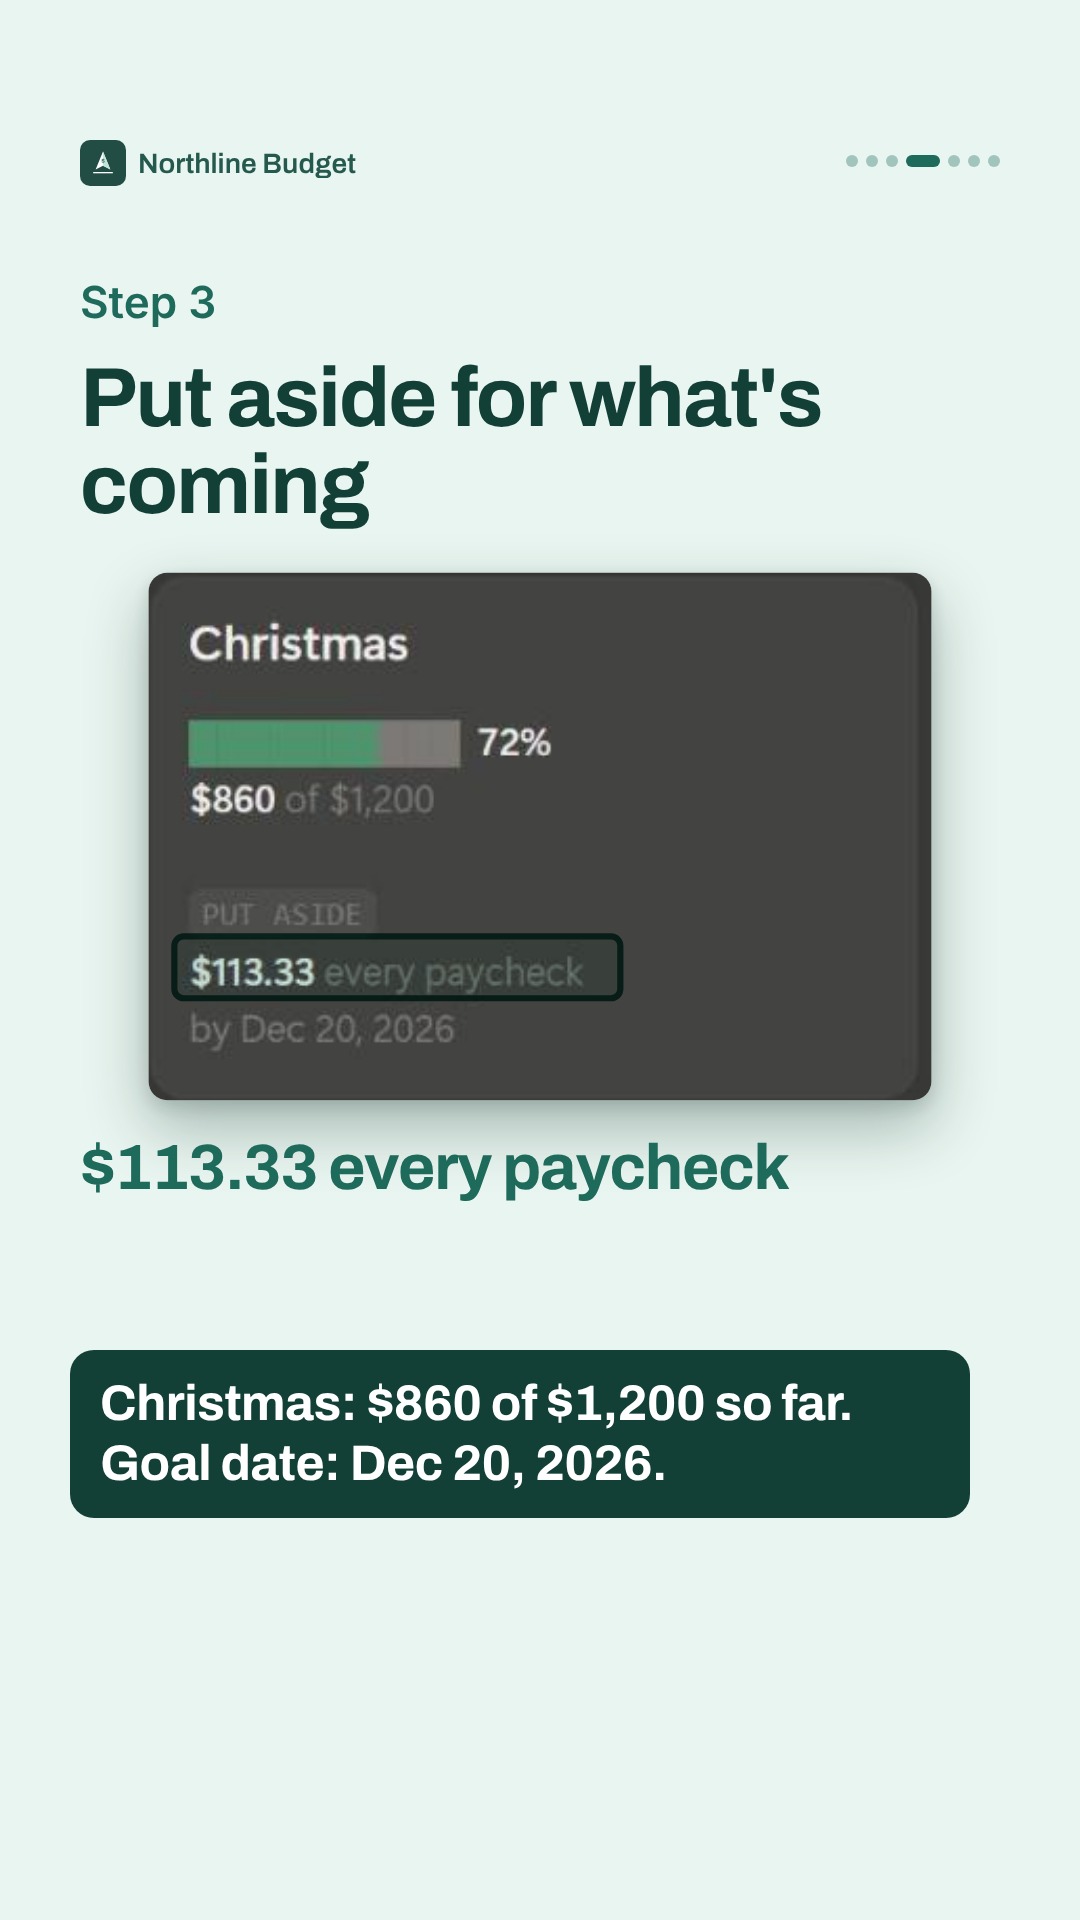 Northline Budget
Step 3
Put aside for what's
coming
Christmas
72%
$860 of $1,200
PUT ASIDE
$113.33 every paycheck
by Dec 20, 2026
$113.33 every paycheck
Christmas: $860 of $1,200 so far.
Goal date: Dec 20, 2026.